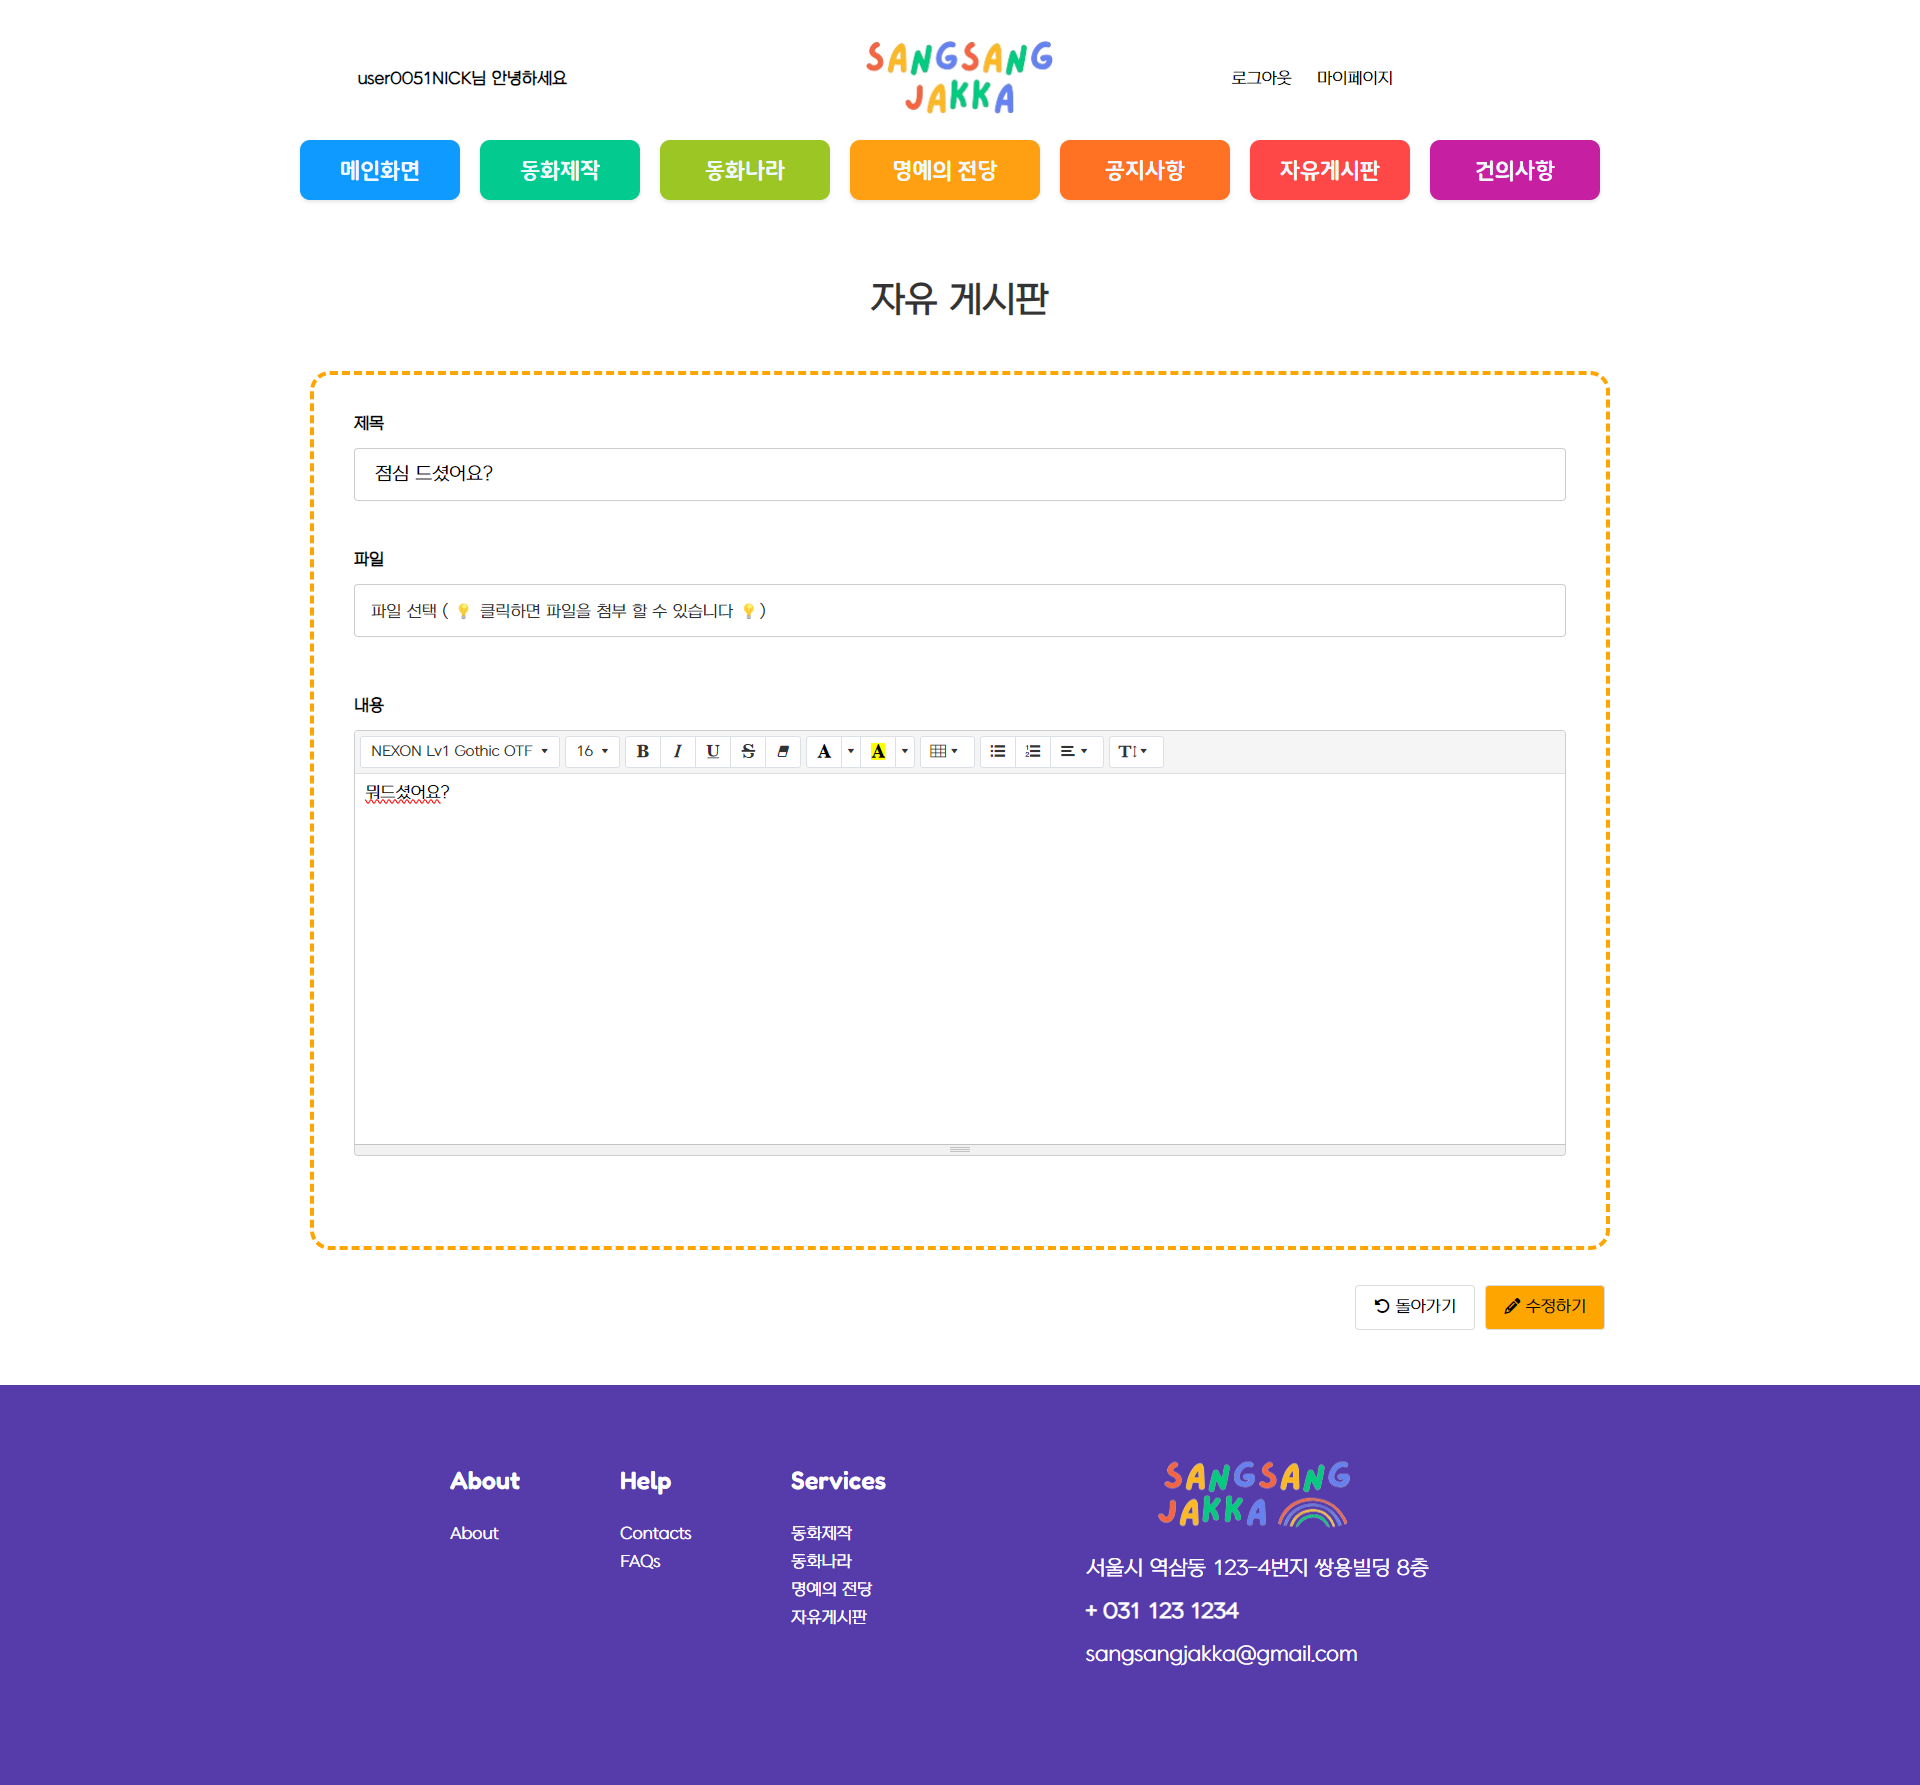 user0051NICK님 안녕하세요
SANGSANG
JAKKA
로그아웃 마이페이지
메인화면 동화제작 동화나라 명예의 전당 공지사항 자유게시판 건의사항
자유 게시판
제목
점심 드셨어요?
파일
파일 선택 ( 💡 클릭하면 파일을 첨부 할 수 있습니다 💡 )
내용
NEXON Lv1 Gothic OTF 16 B I U S A A T
뭐드셨어요?
돌아가기 수정하기
About
About
Help
Contacts
FAQs
Services
동화제작
동화나라
명예의 전당
자유게시판
SANGSANG
JAKKA
서울시 역삼동 123-4번지 쌍용빌딩 8층
+ 031 123 1234
sangsangjakka@gmail.com